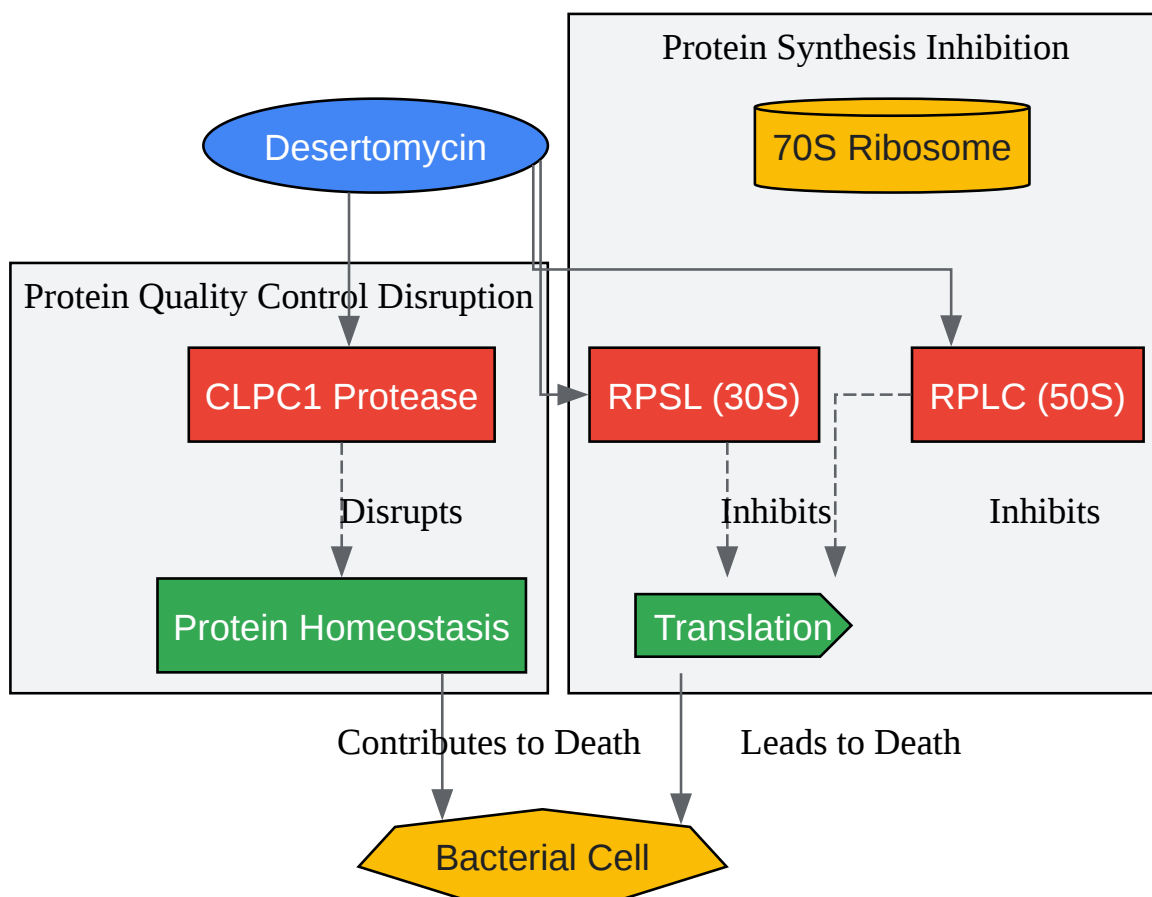 Protein Synthesis Inhibition
Desertomycin
70S Ribosome
Protein Quality Control Disruption
CLPC1 Protease
RPSL (30S)
RPLC (50S)
Disrupts
Inhibits
Inhibits
Protein Homeostasis
Translation
Contributes to Death
Leads to Death
Bacterial Cell